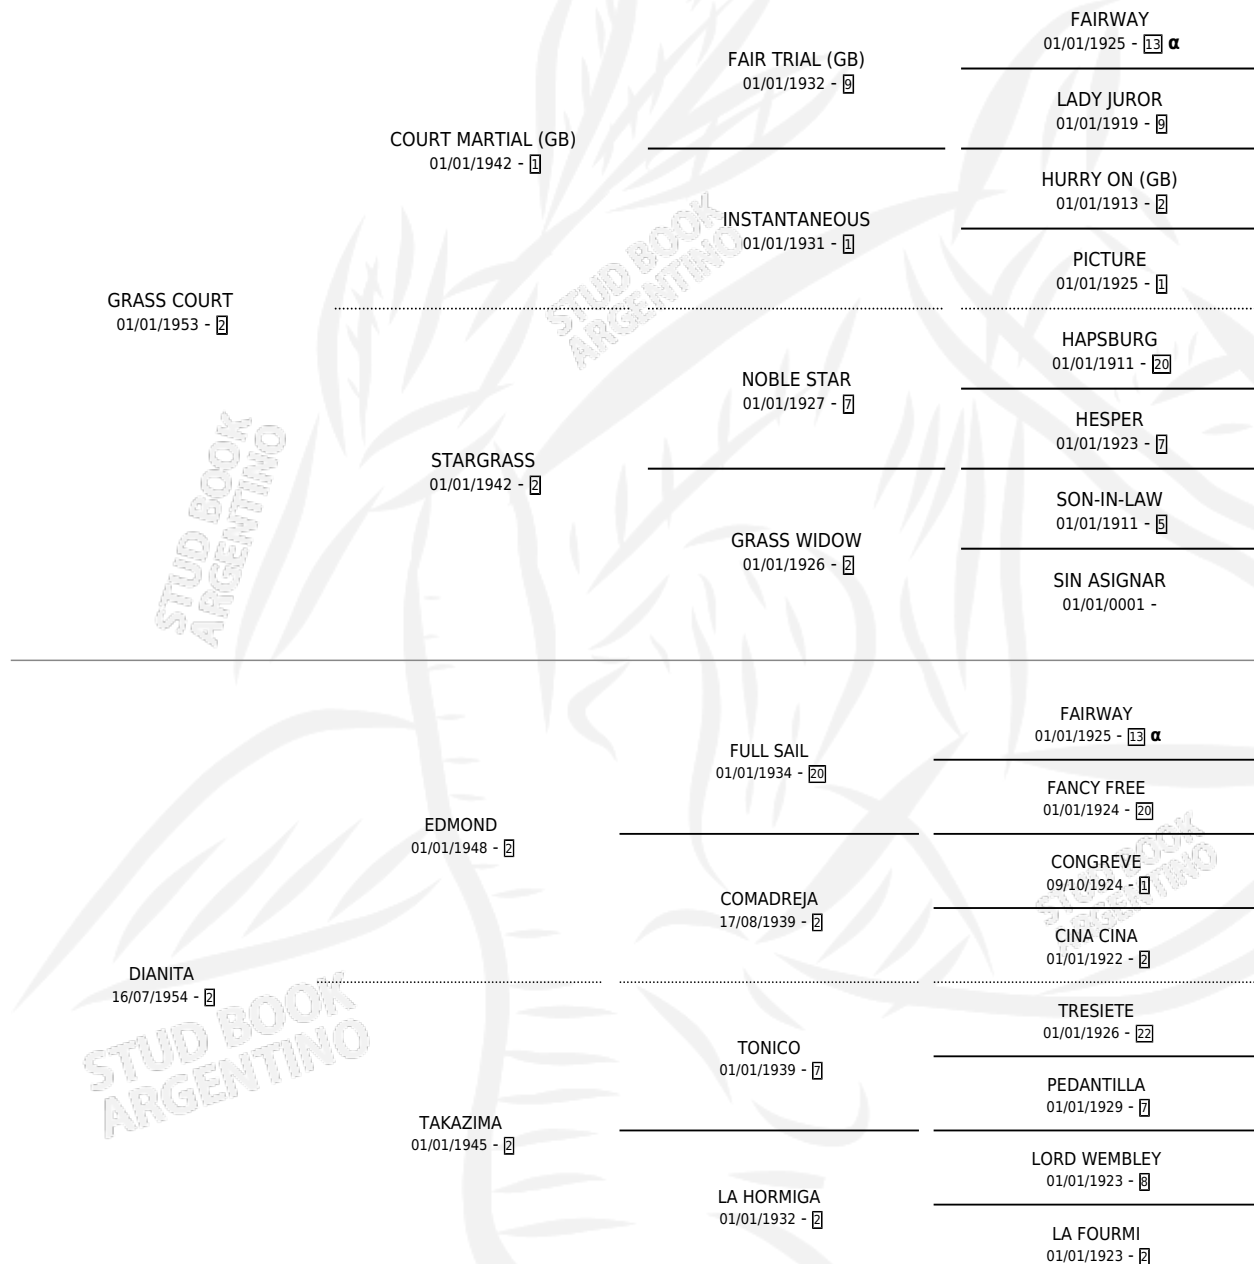 FAIRWAY
01/01/1925 - 13 α
FAIR TRIAL (GB)
01/01/1932 - 9
LADY JUROR
01/01/1919 - 9
COURT MARTIAL (GB)
01/01/1942 - 1
HURRY ON (GB)
01/01/1913 - 2
INSTANTANEOUS
01/01/1931 - 1
PICTURE
01/01/1925 - 1
GRASS COURT
01/01/1953 - 2
HAPSBURG
01/01/1911 - 20
NOBLE STAR
01/01/1927 - 7
HESPER
01/01/1923 - 7
STARGRASS
01/01/1942 - 2
SON-IN-LAW
01/01/1911 - 5
GRASS WIDOW
01/01/1926 - 2
SIN ASIGNAR
01/01/0001 -
FAIRWAY
01/01/1925 - 13 α
FULL SAIL
01/01/1934 - 20
FANCY FREE
01/01/1924 - 20
EDMOND
01/01/1948 - 2
CONGREVE
09/10/1924 - 1
COMADREJA
17/08/1939 - 2
CINA CINA
01/01/1922 - 2
DIANITA
16/07/1954 - 2
TRESIETE
01/01/1926 - 22
TONICO
01/01/1939 - 7
PEDANTILLA
01/01/1929 - 7
TAKAZIMA
01/01/1945 - 2
LORD WEMBLEY
01/01/1923 - 8
LA HORMIGA
01/01/1932 - 2
LA FOURMI
01/01/1923 - 2
STUD BOOK
ARGENTINO
STUD BOOK
ARGENTINO
STUD BOOK
ARGENTINO
STUD BOOK
ARGENTINO